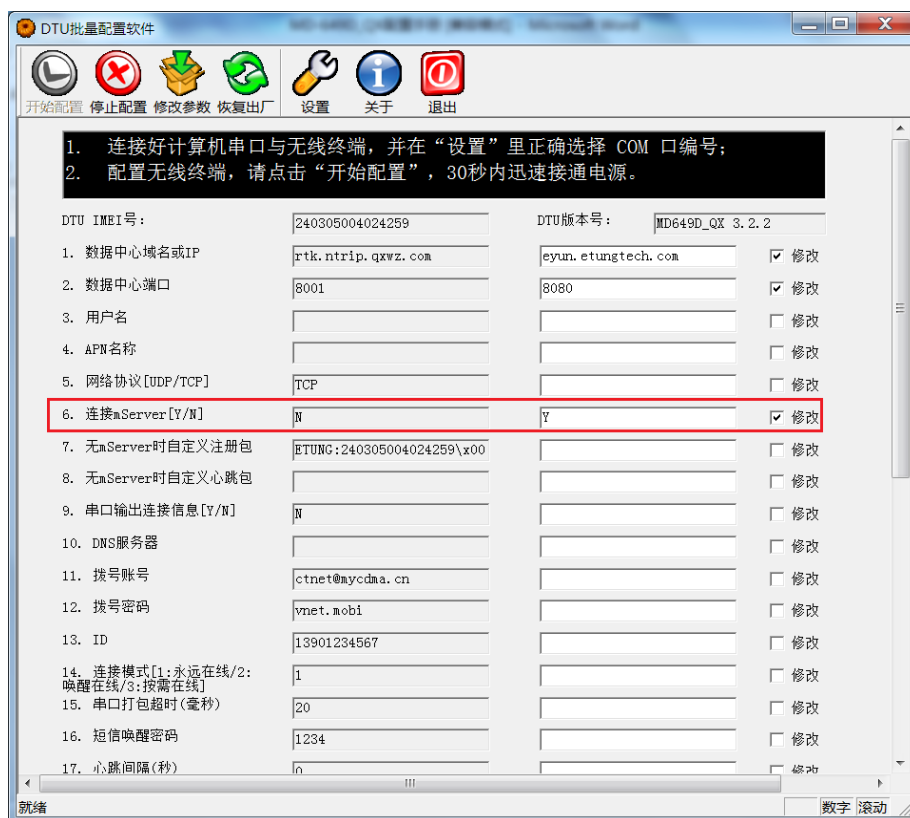 DTU批量配置软件
开始配置 停止配置 修改参数 恢复出厂 设置 关于 退出
1. 连接好计算机串口与无线终端，并在“设置”里正确选择 COM 口编号；
2. 配置无线终端，请点击“开始配置”，30秒内迅速接通电源。
DTU IMEI号： 240305004024259 DTU版本号： MD649D_QX 3.2.2
1. 数据中心域名或IP rtk.ntrip.qxwz.com eyun.etungtech.com 修改
2. 数据中心端口 8001 8080 修改
3. 用户名 修改
4. APN名称 修改
5. 网络协议[UDP/TCP] TCP 修改
6. 连接mServer[Y/N] N Y 修改
7. 无mServer时自定义注册包 ETUNG:240305004024259\x00 修改
8. 无mServer时自定义心跳包 修改
9. 串口输出连接信息[Y/N] N 修改
10. DNS服务器 修改
11. 拨号账号 ctnet@mycdma.cn 修改
12. 拨号密码 vnet.mobi 修改
13. ID 13901234567 修改
14. 连接模式[1:永远在线/2:
唤醒在线/3:按需在线] 1 修改
15. 串口打包超时(毫秒) 20 修改
16. 短信唤醒密码 1234 修改
17. 心跳间隔(秒) 0 修改
就绪 数字 滚动